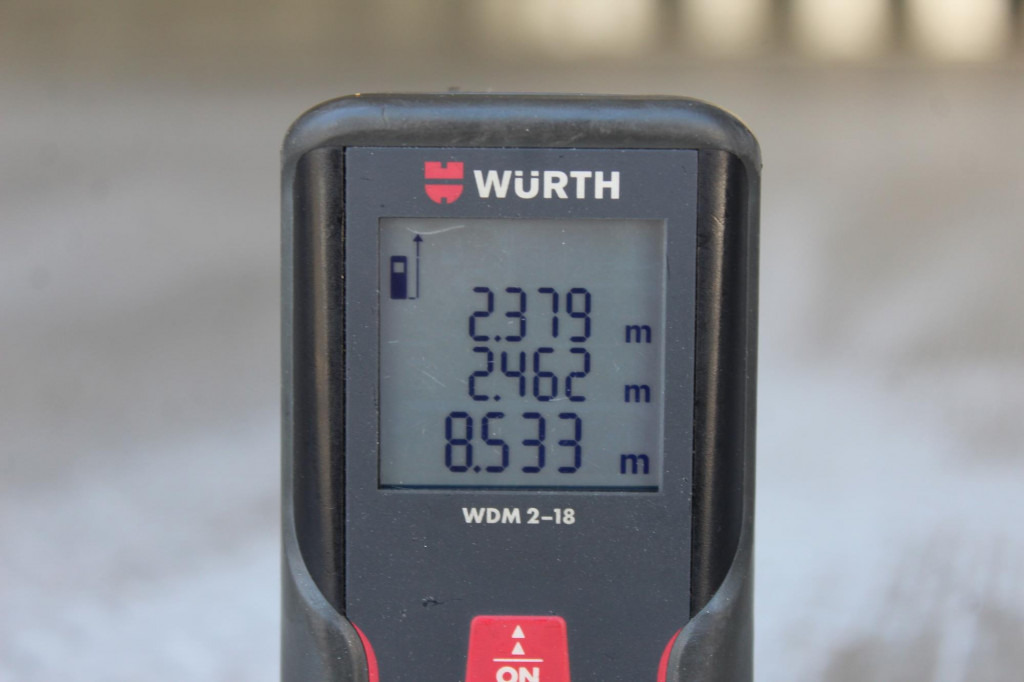 WÜRTH
2.379 m
2.462 m
8.533 m
WDM 2-18
ON